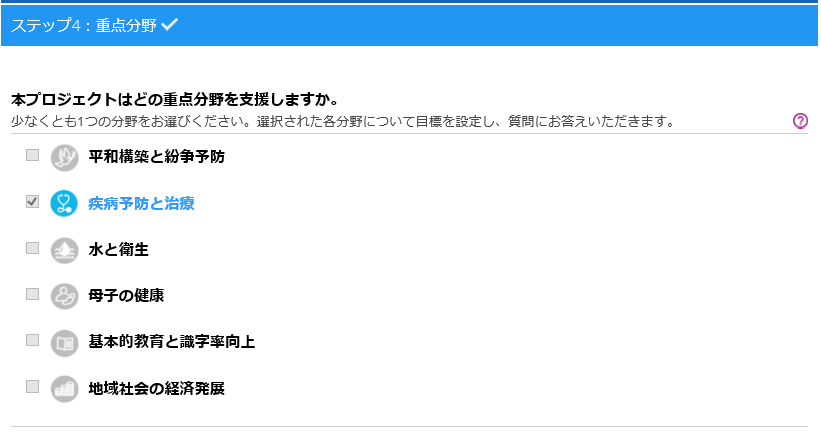 ステップ4：重点分野
本プロジェクトはどの重点分野を支援しますか。
少なくとも1つの分野をお選びください。選択された各分野について目標を設定し、質問にお答えいただきます。
?
平和構築と紛争予防
疾病予防と治療
水と衛生
母子の健康
基本的教育と識字率向上
地域社会の経済発展